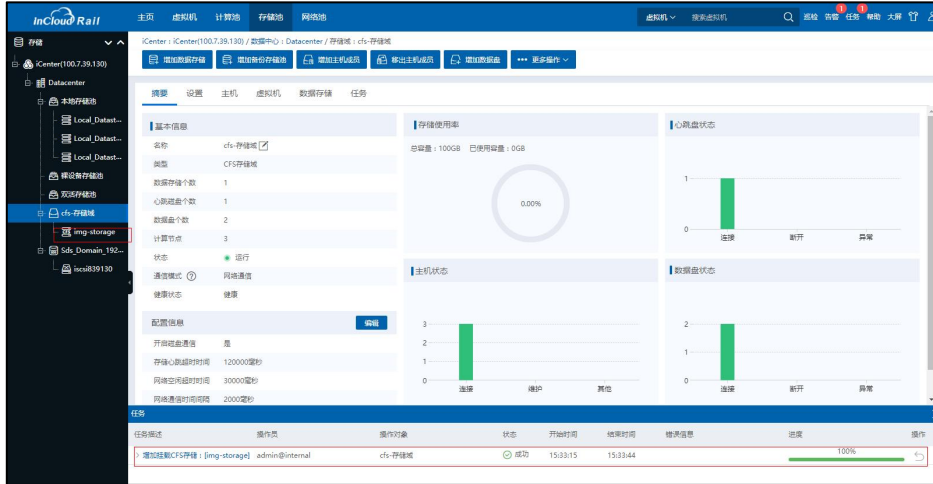 InCloud Rail 主页 虚拟机 计算池 存储池 网络池 虚拟机 搜索虚拟机 巡检 告警 1 任务 1 帮助 大屏
存储
iCenter(100.7.39.130)
Datacenter
本地存储池
Local_Datast...
Local_Datast...
Local_Datast...
裸设备存储池
双活存储池
cfs-存储域
img-storage
Sds_Domain_192...
iscsi839130
iCenter : iCenter(100.7.39.130) / 数据中心 : Datacenter / 存储域 : cfs-存储域
增加数据存储 增加备份存储池 增加主机成员 移出主机成员 增加数据盘 ••• 更多操作
摘要 设置 主机 虚拟机 数据存储 任务
基本信息
名称 cfs-存储域
类型 CFS存储域
数据存储个数 1
心跳磁盘个数 1
数据盘个数 2
计算节点 3
状态 运行
通信模式 ? 网络通信
健康状态 健康
配置信息 编辑
开启磁盘通信 是
存储心跳超时时间 120000毫秒
网络空闲超时时间 30000毫秒
网络通信时间间隔 2000毫秒
存储使用率
总容量：100GB 已使用容量：0GB
0.00%
心跳盘状态
1
0
连接 断开 异常
主机状态
3
2
1
0
连接 维护 其他
数据盘状态
2
1
0
连接 断开 异常
任务
任务描述 操作员 操作对象 状态 开始时间 结束时间 错误信息 进度 操作
增加挂载CFS存储：[img-storage] admin@internal cfs-存储域 成功 15:33:15 15:33:44 100%